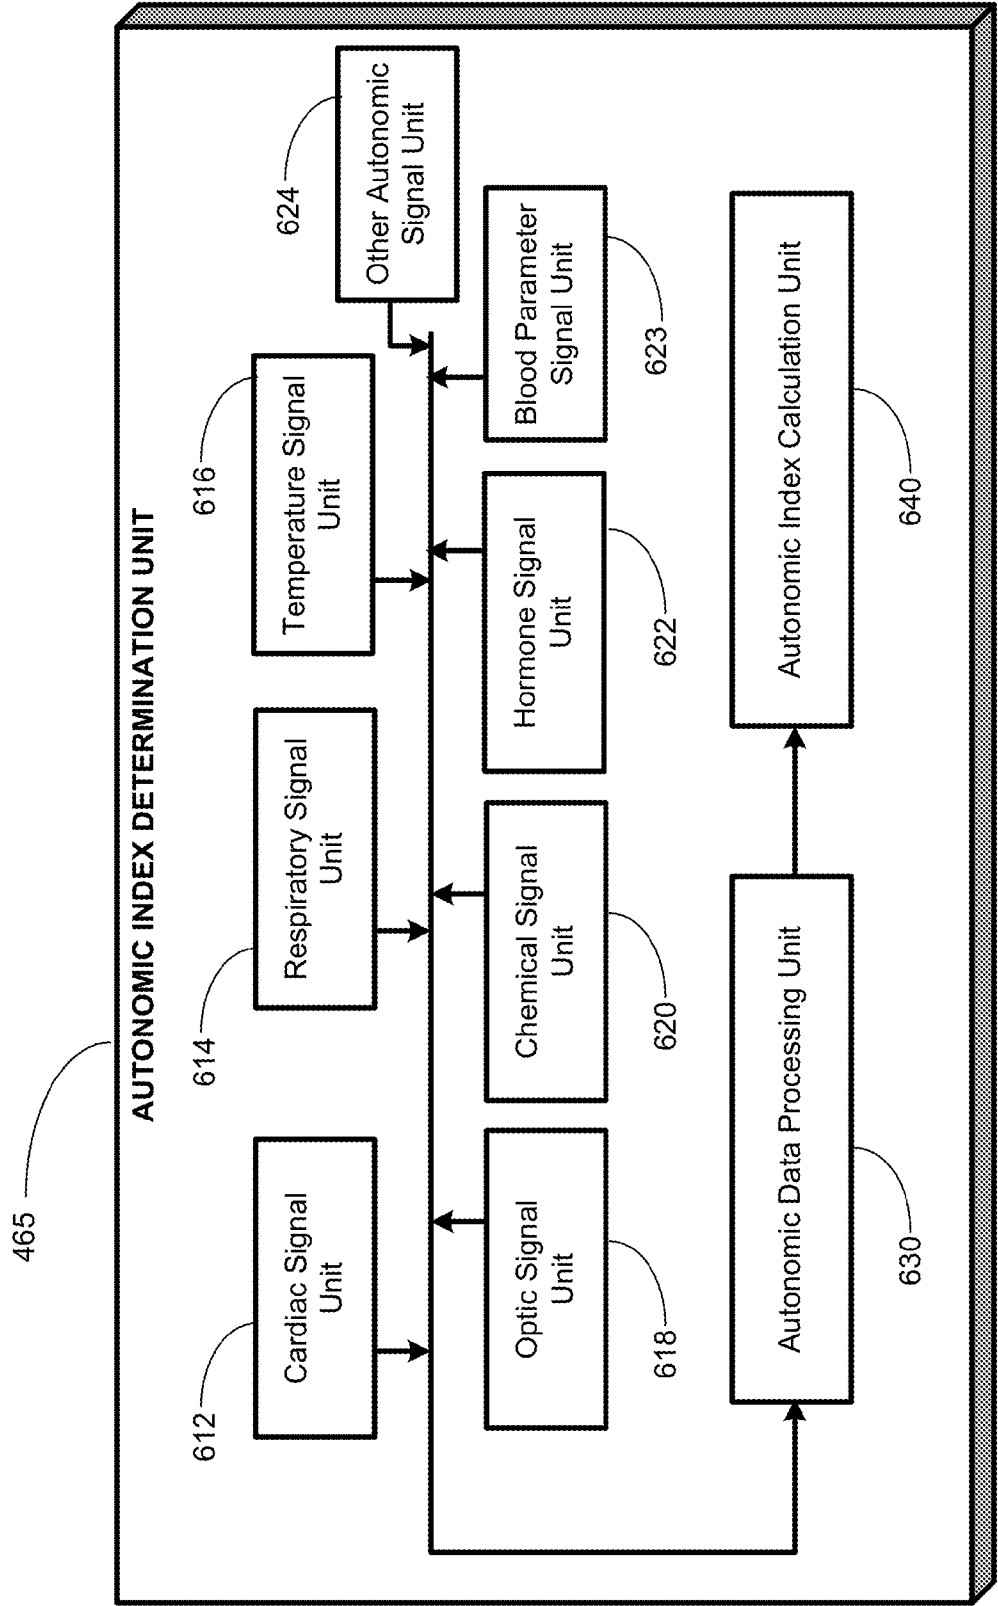 465
AUTONOMIC INDEX DETERMINATION UNIT
612
Cardiac Signal
Unit
614
Respiratory Signal
Unit
616
Temperature Signal
Unit
624
Other Autonomic
Signal Unit
Optic Signal
Unit
618
Chemical Signal
Unit
620
Hormone Signal
Unit
622
Blood Parameter
Signal Unit
623
Autonomic Data Processing Unit
630
Autonomic Index Calculation Unit
640